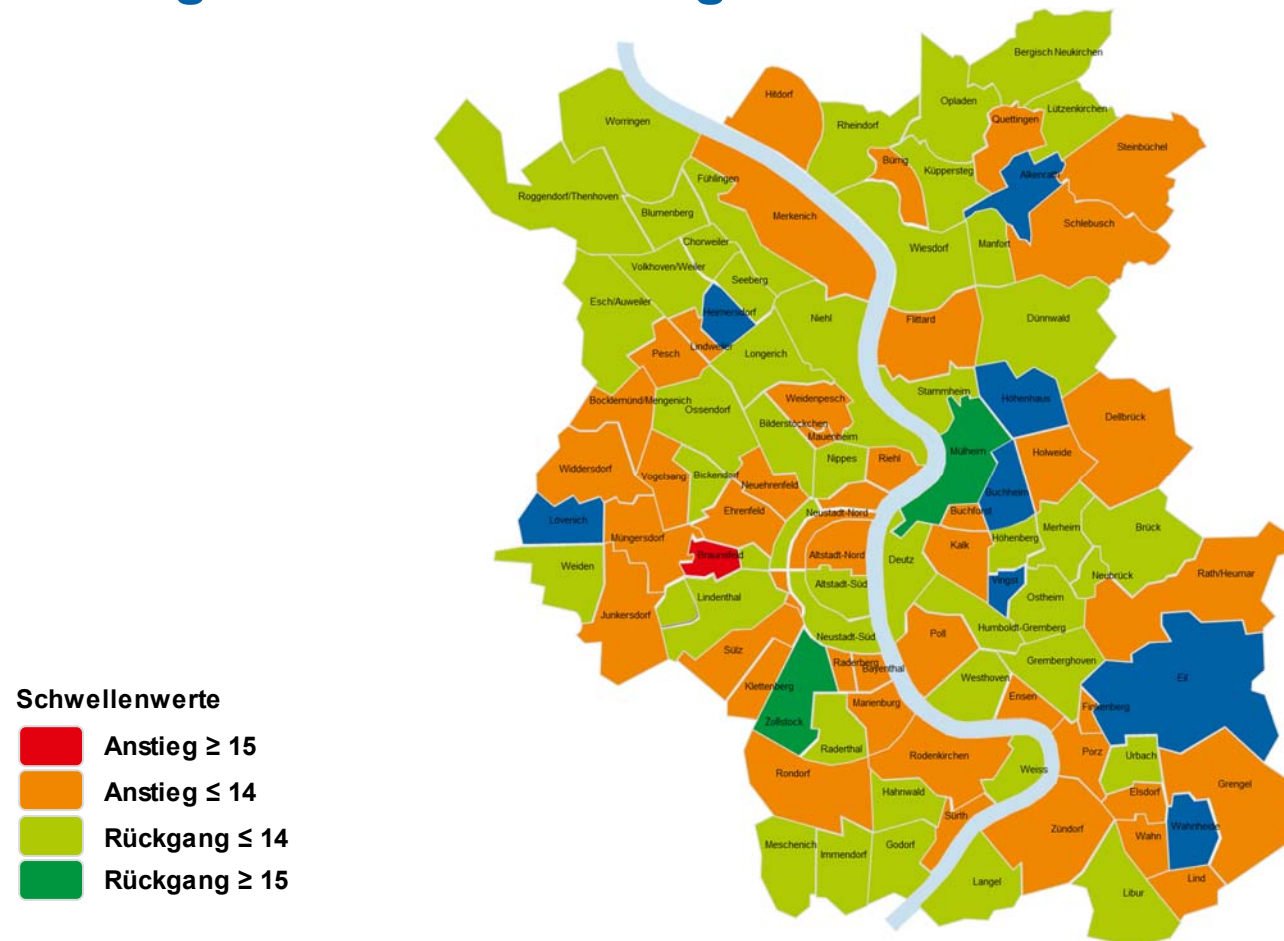 Bergisch Neukirchen
Hitdorf
Opladen
Lützenkirchen
Worringen
Rheindorf
Quettingen
Steinbüchel
Bürrig
Küppersteg
Alkenrath
Fühlingen
Roggendorf/Thenhoven
Blumenberg
Merkenich
Schlebusch
Chorweiler
Wiesdorf
Manfort
Volkhoven/Weiler
Seeberg
Esch/Auweiler
Heimersdorf
Niehl
Flittard
Dünnwald
Lindweiler
Pesch
Longerich
Stammheim
Bocklemünd/Mengenich
Weidenpesch
Höhenhaus
Ossendorf
Dellbrück
Bilderstöckchen
Mauenheim
Mülheim
Holweide
Nippes
Riehl
Widdersdorf
Vogelsang
Bickendorf
Neuehrenfeld
Buchheim
Ehrenfeld
Neustadt-Nord
Buchforst
Lövenich
Merheim
Brück
Müngersdorf
Höhenberg
Kalk
Braunsfeld
Altstadt-Nord
Deutz
Weiden
Neubrück
Rath/Heumar
Vingst
Altstadt-Süd
Lindenthal
Ostheim
Junkersdorf
Humboldt-Gremberg
Neustadt-Süd
Poll
Sülz
Raderberg
Bayenthal
Gremberghoven
Westhoven
Eil
Klettenberg
Ensen
Schwellenwerte
Marienburg
Finkenberg
Zollstock
Anstieg ≥ 15
Raderthal
Rodenkirchen
Porz
Urbach
Rondorf
Weiss
Grengel
Anstieg ≤ 14
Hahnwald
Elsdorf
Sürth
Zündorf
Wahn
Wahnheide
Rückgang ≤ 14
Meschenich
Immendorf
Godorf
Rückgang ≥ 15
Langel
Lind
Libur